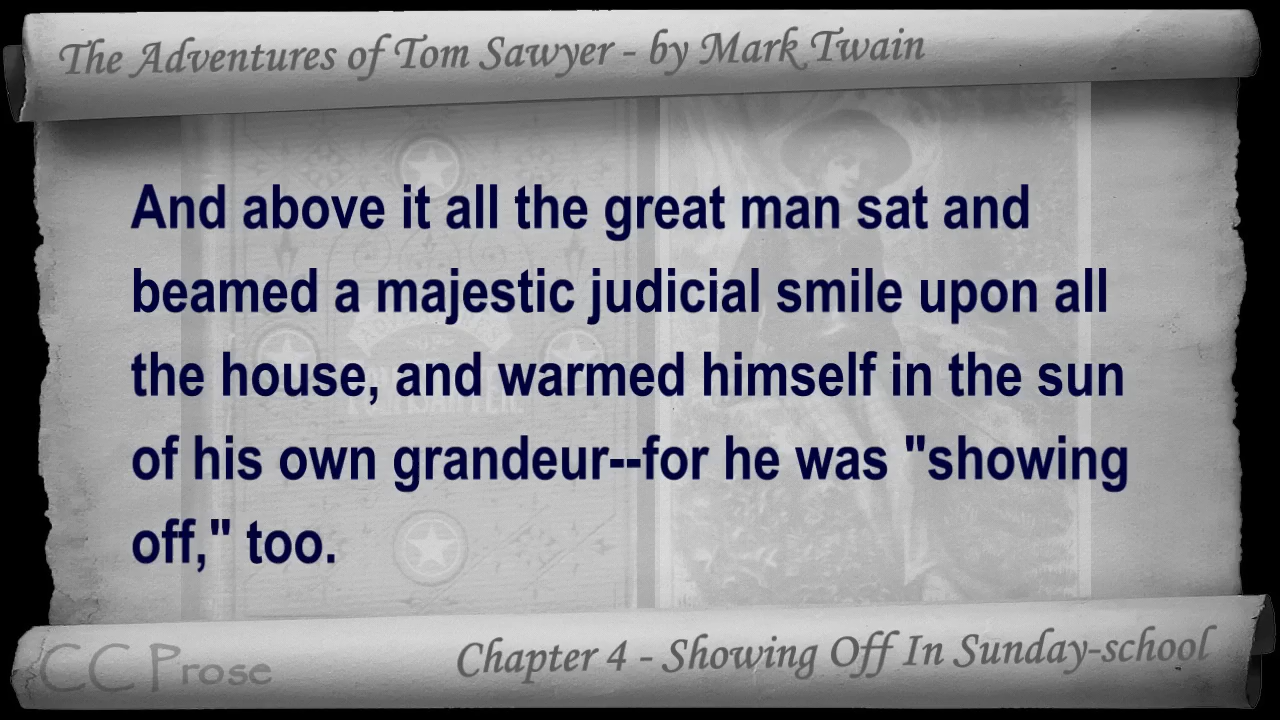 The Adventures of Tom Sawyer - by Mark Twain
And above it all the great man sat and
beamed a majestic judicial smile upon all
the house, and warmed himself in the sun
of his own grandeur--for he was "showing
off," too.
CC Prose
Chapter 4 - Showing Off In Sunday-school